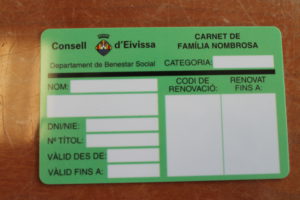 Consell d'Eivissa
Departament de Benestar Social
CARNET DE
FAMÍLIA NOMBROSA
CATEGORIA:
NOM:
DNI/NIE:
Nº TÍTOL:
VÀLID DES DE:
VÀLID FINS A:
CODI DE
RENOVACIÓ:
RENOVAT
FINS A: